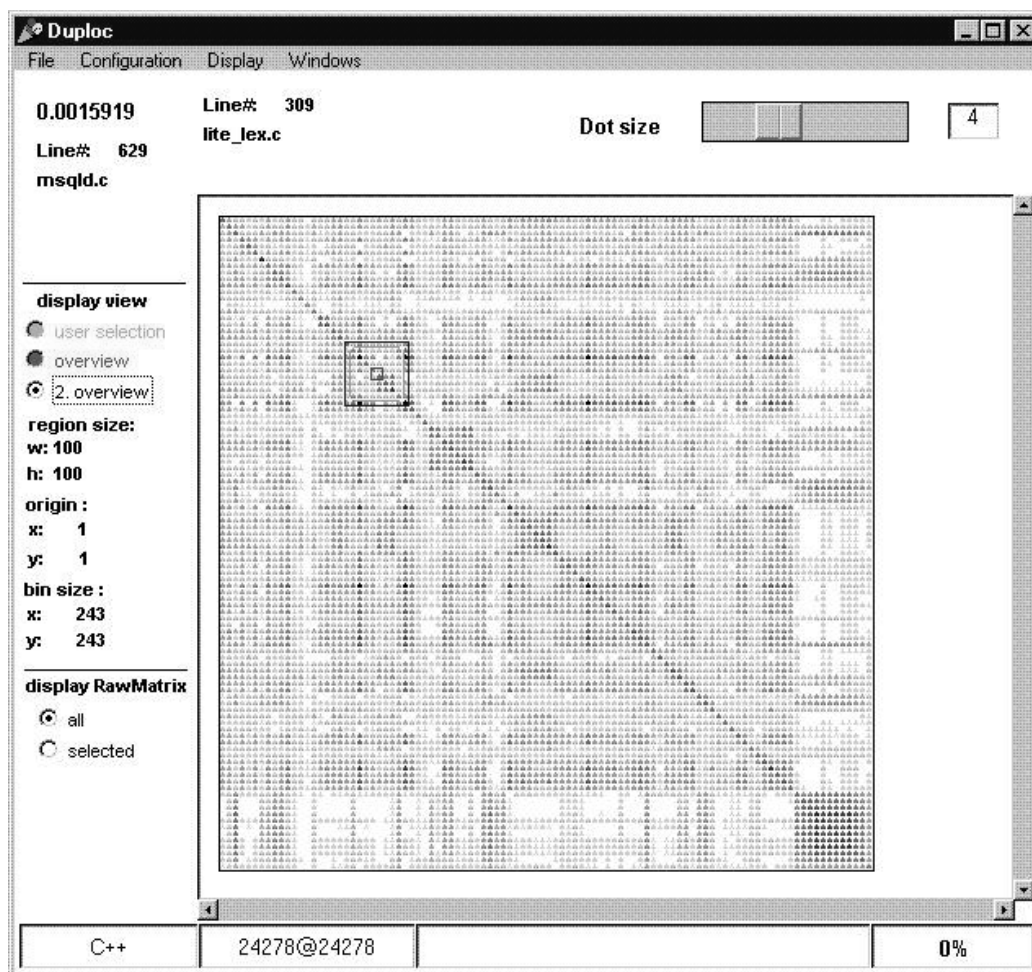 Duploc
File Configuration Display Windows
0.0015919
Line#: 629
msqld.c
Line#: 309
lite_lex.c
Dot size
4
display view
user selection
overview
2. overview
region size:
w: 100
h: 100
origin :
x: 1
y: 1
bin size :
x: 243
y: 243
display RawMatrix
all
selected
C++
24278@24278
0%